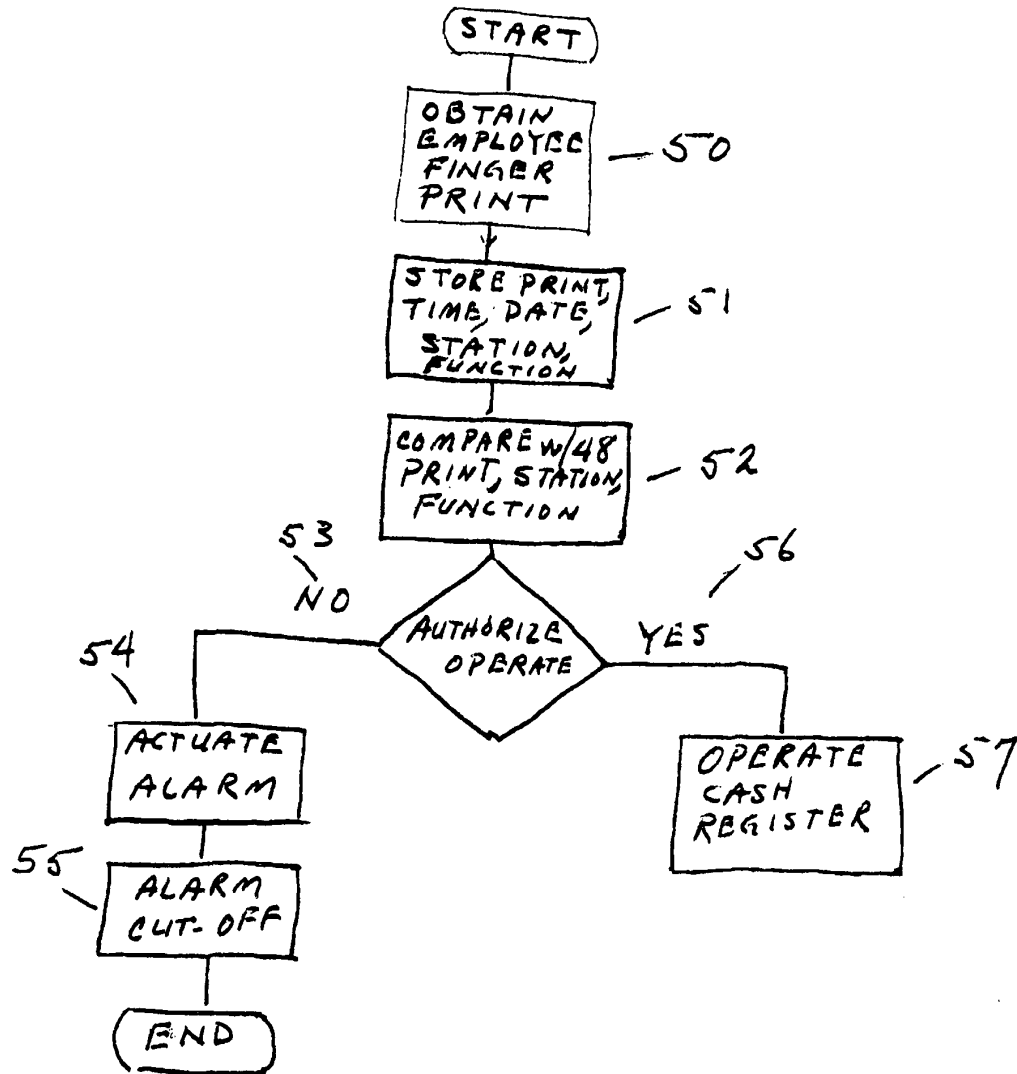 START
OBTAIN
EMPLOYEE
FINGER
PRINT
50
STORE PRINT,
TIME, DATE,
STATION,
FUNCTION
51
COMPARE W/48
PRINT, STATION,
FUNCTION
52
53
NO
AUTHORIZE
OPERATE
56
YES
54
ACTUATE
ALARM
OPERATE
CASH
REGISTER
57
55
ALARM
CUT-OFF
END